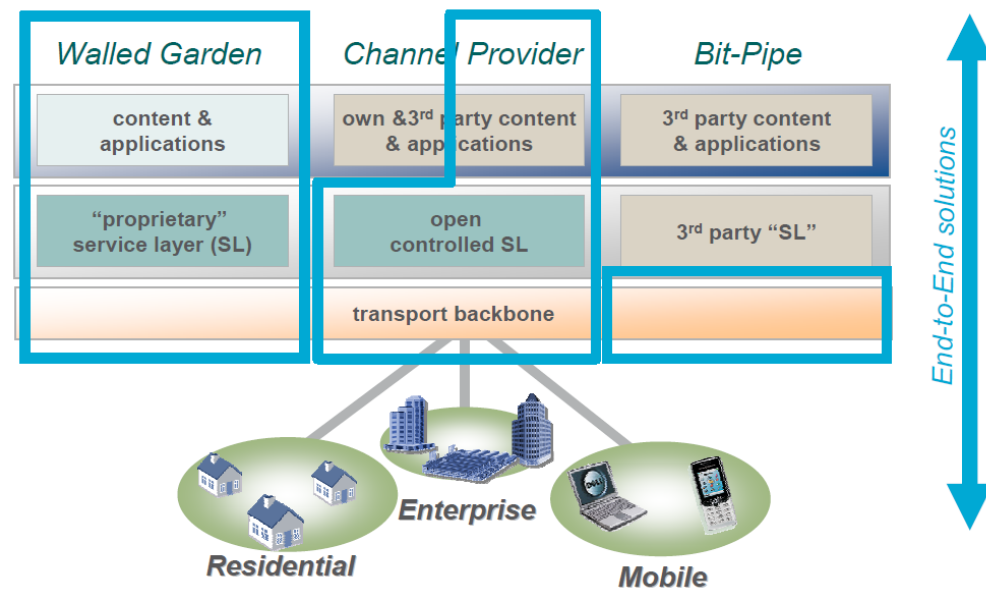 Walled Garden
Channel Provider
Bit-Pipe
content &
applications
own &3rd party content
& applications
3rd party content
& applications
“proprietary”
service layer (SL)
open
controlled SL
3rd party “SL”
transport backbone
End-to-End solutions
DELL
Enterprise
Residential
Mobile